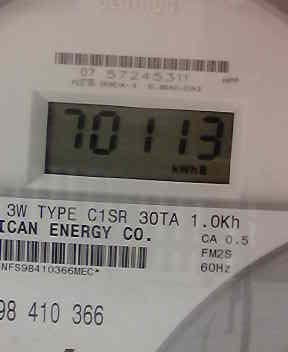 07 57245311
70113
kWh
3W TYPE C1SR 30TA 1.0Kh
ICAN ENERGY CO.
CA 0.5
FM2S
60Hz
NFS98410366MEC*
98 410 366